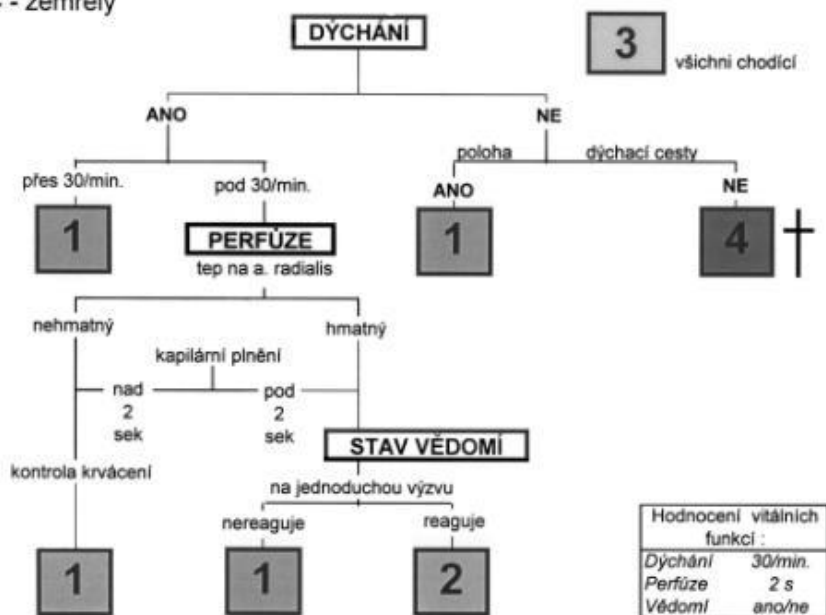 - zemřelý
DÝCHÁNÍ
3
všichni chodící
ANO
NE
poloha
dýchací cesty
přes 30/min.
pod 30/min.
ANO
NE
1
PERFŮZE
1
4
tep na a. radialis
nehmatný
hmatný
kapilární plnění
nad
2
sek
pod
2
sek
STAV VĚDOMÍ
kontrola krvácení
na jednoduchou výzvu
nereaguje
reaguje
1
1
2
Hodnocení vitálních
funkcí :
Dýchání 30/min.
Perfúze 2 s
Vědomí ano/ne